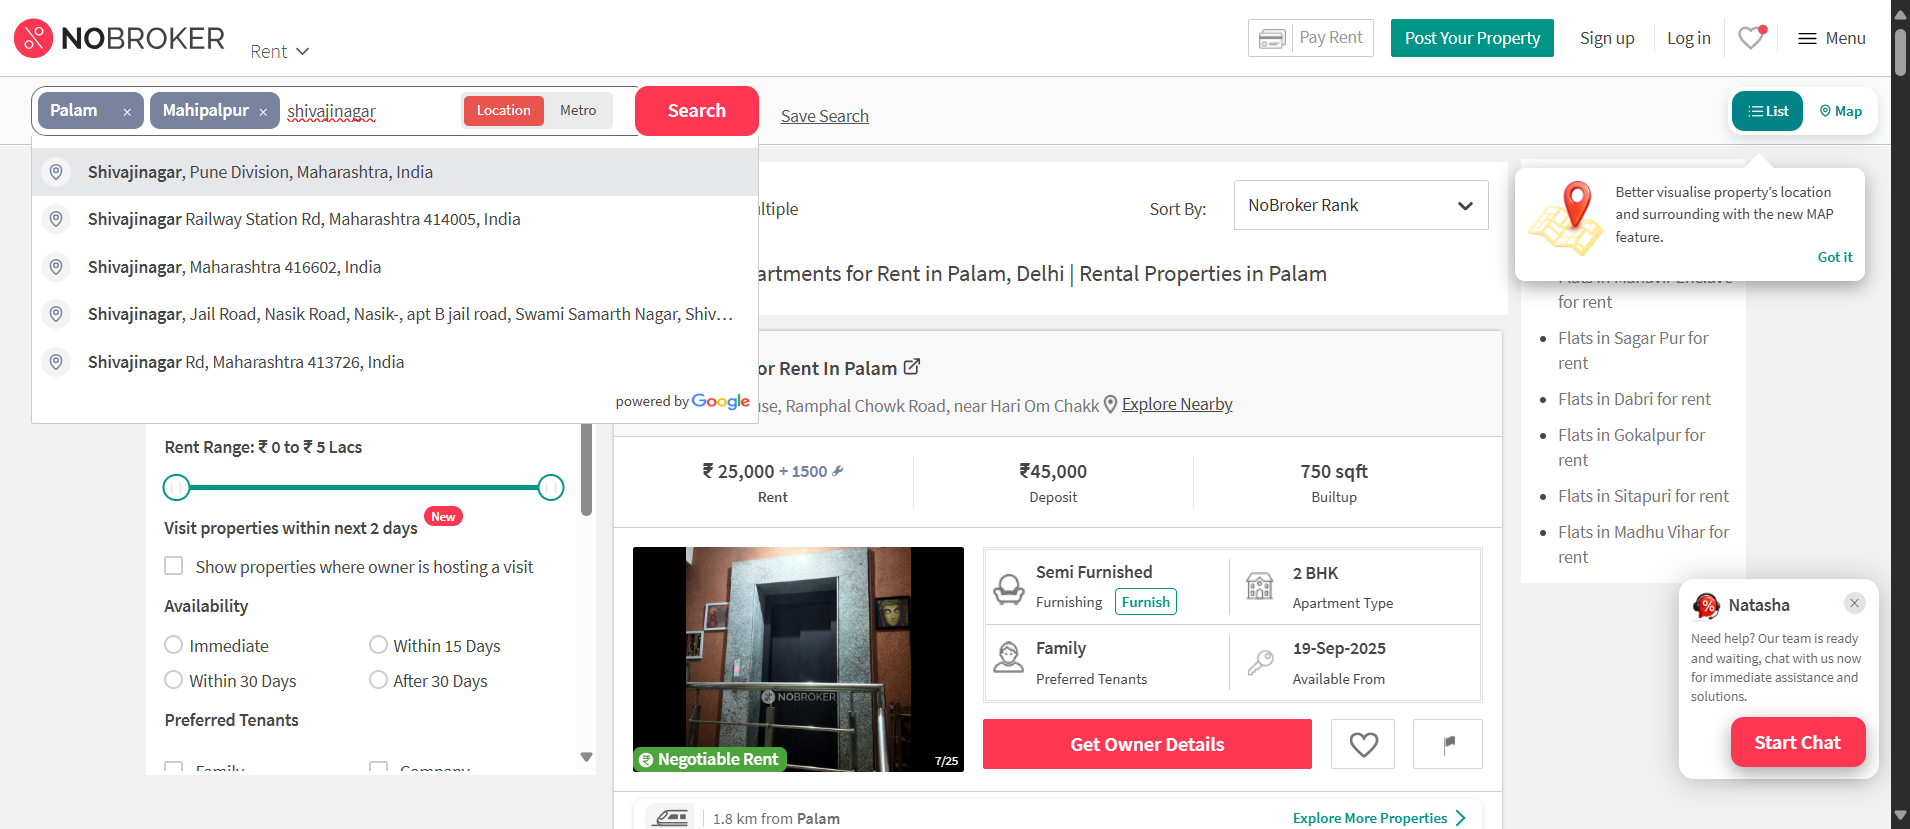 NOBROKER
Rent
Pay Rent
Post Your Property
Sign up
Log in
Menu
Palam ×
Mahipalpur ×
shivajinagar
Location
Metro
Search
Save Search
List
Map
Shivajinagar, Pune Division, Maharashtra, India
Shivajinagar Railway Station Rd, Maharashtra 414005, India
Shivajinagar, Maharashtra 416602, India
Shivajinagar, Jail Road, Nasik Road, Nasik-, apt B jail road, Swami Samarth Nagar, Shiv…
Shivajinagar Rd, Maharashtra 413726, India
powered by Google
ltiple
Sort By:
NoBroker Rank
artments for Rent in Palam, Delhi | Rental Properties in Palam
Better visualise property's location
and surrounding with the new MAP
feature.
Got it
for rent
Flats in Sagar Pur for
rent
Flats in Dabri for rent
Flats in Gokalpur for
rent
Flats in Sitapuri for rent
Flats in Madhu Vihar for
rent
or Rent In Palam
use, Ramphal Chowk Road, near Hari Om Chakk
Explore Nearby
Rent Range: ₹ 0 to ₹ 5 Lacs
Visit properties within next 2 days
New
Show properties where owner is hosting a visit
Availability
Immediate
Within 15 Days
Within 30 Days
After 30 Days
Preferred Tenants
Family
Company
₹ 25,000 + 1500
Rent
₹45,000
Deposit
750 sqft
Builtup
NOBROKER
Negotiable Rent
7/25
Semi Furnished
Furnishing
Furnish
2 BHK
Apartment Type
Family
Preferred Tenants
19-Sep-2025
Available From
Get Owner Details
1.8 km from Palam
Explore More Properties
Natasha
Need help? Our team is ready
and waiting, chat with us now
for immediate assistance and
solutions.
Start Chat